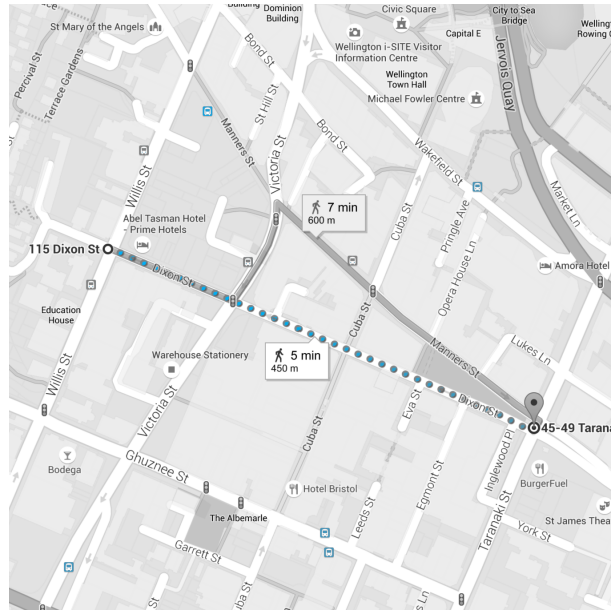 Dominion
Building
Civic Square
City to Sea
Bridge
St Mary of the Angels
Capital E
Wellington i-SITE Visitor
Information Centre
Bond St
Percival St
Terrace Gardens
Wellington
Town Hall
Jervois Quay
St Hill St
Michael Fowler Centre
Manners St
Victoria St
Bond St
Wakefield St
Willis St
Market Ln
7 min
600 m
Cuba St
Pringle Ave
Abel Tasman Hotel
- Prime Hotels
115 Dixon St
Opera House Ln
Amora Hotel
Dixon St
Education
House
Cuba St
Manners St
Lukes Ln
5 min
450 m
Warehouse Stationery
Willis St
Dixon St
Eva St
45-49 Tarana
Victoria St
Cuba St
Inglewood Pl
Ghuznee St
Bodega
Egmont St
BurgerFuel
Hotel Bristol
Leeds St
Taranaki St
The Albemarle
St James Thea
York St
Garrett St
Cuba St